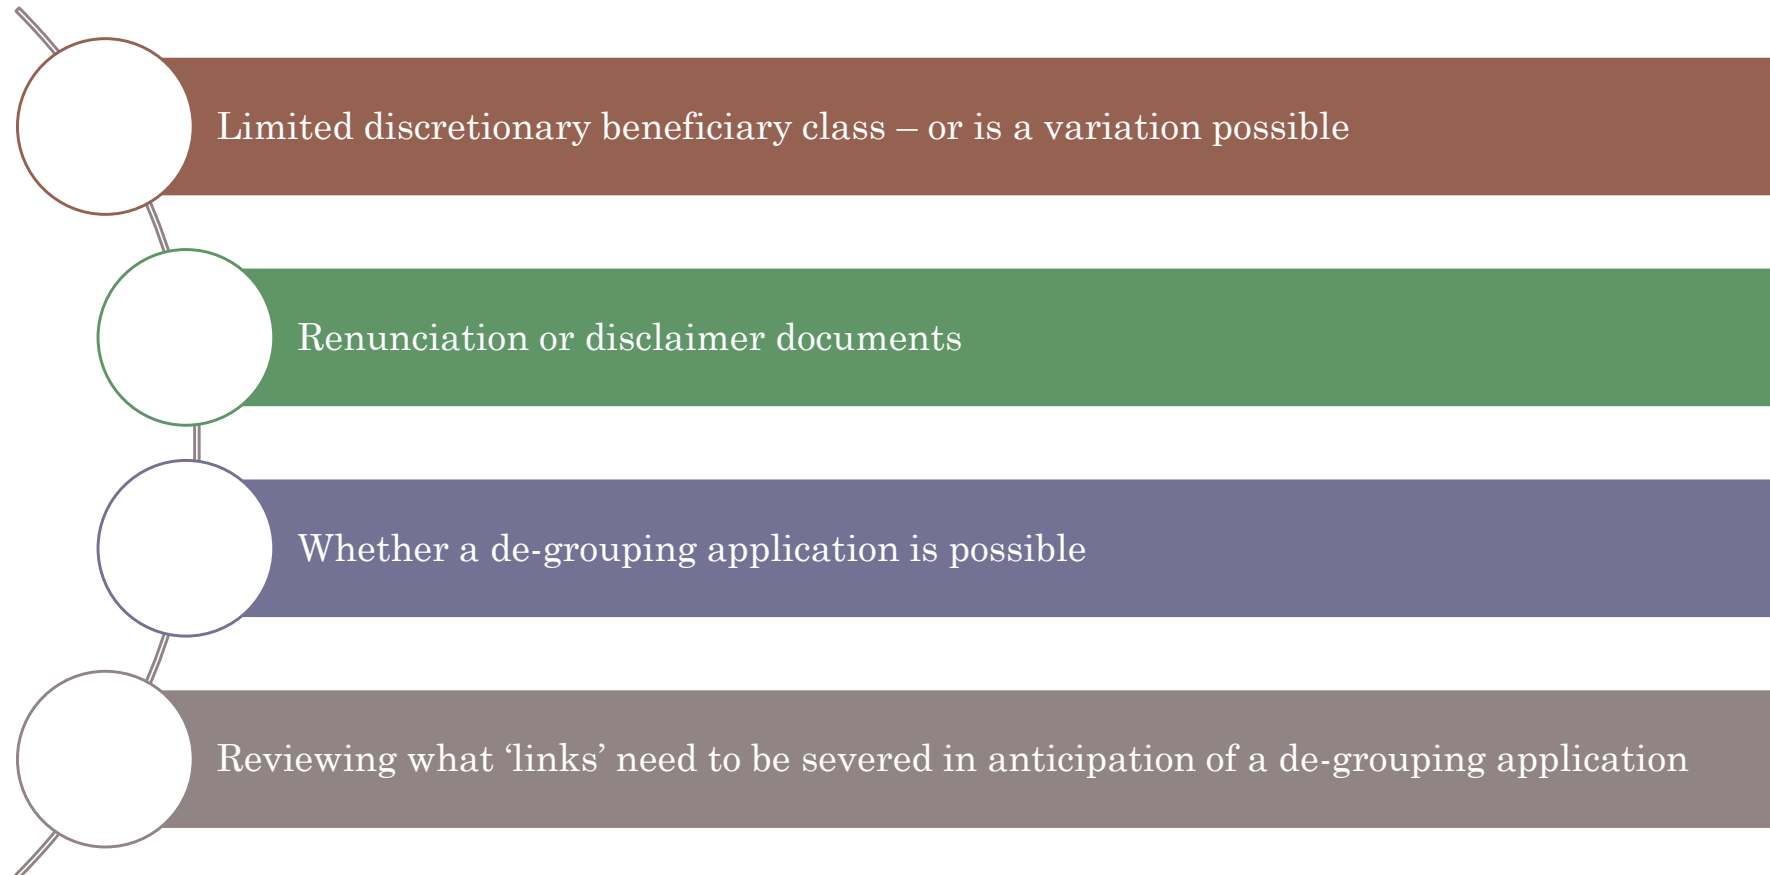 Limited discretionary beneficiary class – or is a variation possible
Renunciation or disclaimer documents
Whether a de-grouping application is possible
Reviewing what ‘links’ need to be severed in anticipation of a de-grouping application